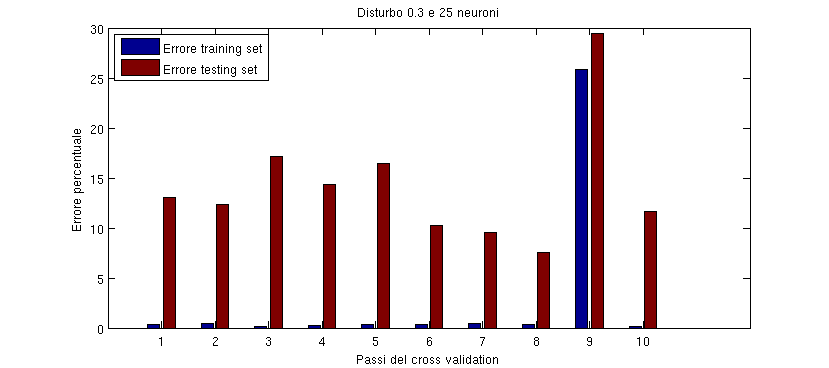 Disturbo 0.3 e 25 neuroni
Errore training set
Errore testing set
Errore percentuale
30
25
20
15
10
5
0
1 2 3 4 5 6 7 8 9 10
Passi del cross validation